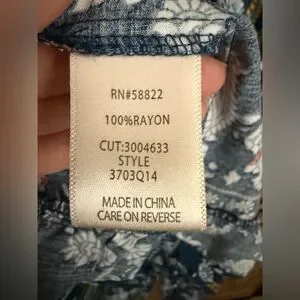 RN#58822
100%RAYON
CUT:3004633
STYLE
3703Q14
MADE IN CHINA
CARE ON REVERSE